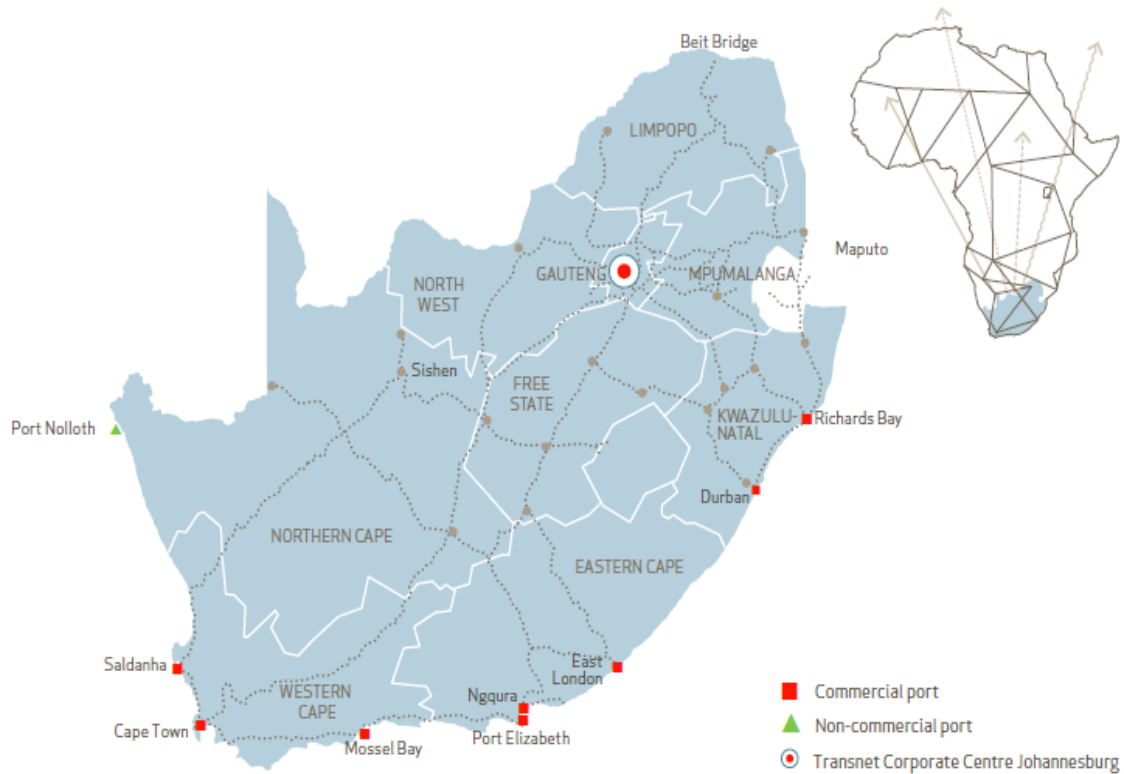 Beit Bridge
LIMPOPO
Maputo
GAUTENG
MPUMALANGA
NORTH
WEST
Sishen
FREE
STATE
KWAZULU-
NATAL
Richards Bay
Port Nolloth
Durban
NORTHERN CAPE
EASTERN CAPE
Saldanha
East
London
WESTERN
CAPE
Ngqura
Cape Town
Port Elizabeth
Mossel Bay
Commercial port
Non-commercial port
Transnet Corporate Centre Johannesburg